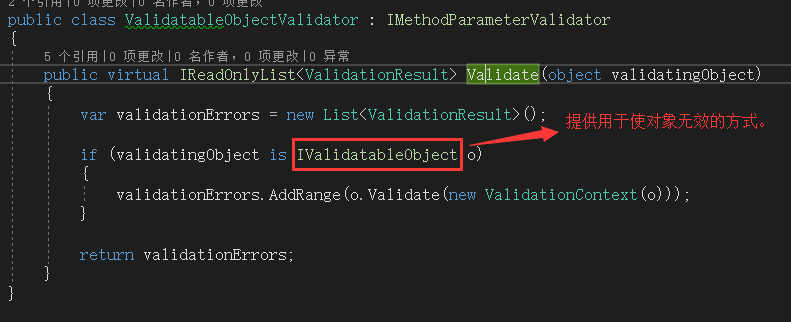 2 个引用|0 项更改|0 名作者，0 项更改
public class ValidatableObjectValidator : IMethodParameterValidator
{
5 个引用|0 项更改|0 名作者，0 项更改|0 异常
public virtual IReadOnlyList<ValidationResult> Validate(object validatingObject)
{
var validationErrors = new List<ValidationResult>();
提供用于使对象无效的方式。
if (validatingObject is IValidatableObject o)
{
validationErrors.AddRange(o.Validate(new ValidationContext(o)));
}
return validationErrors;
}
}